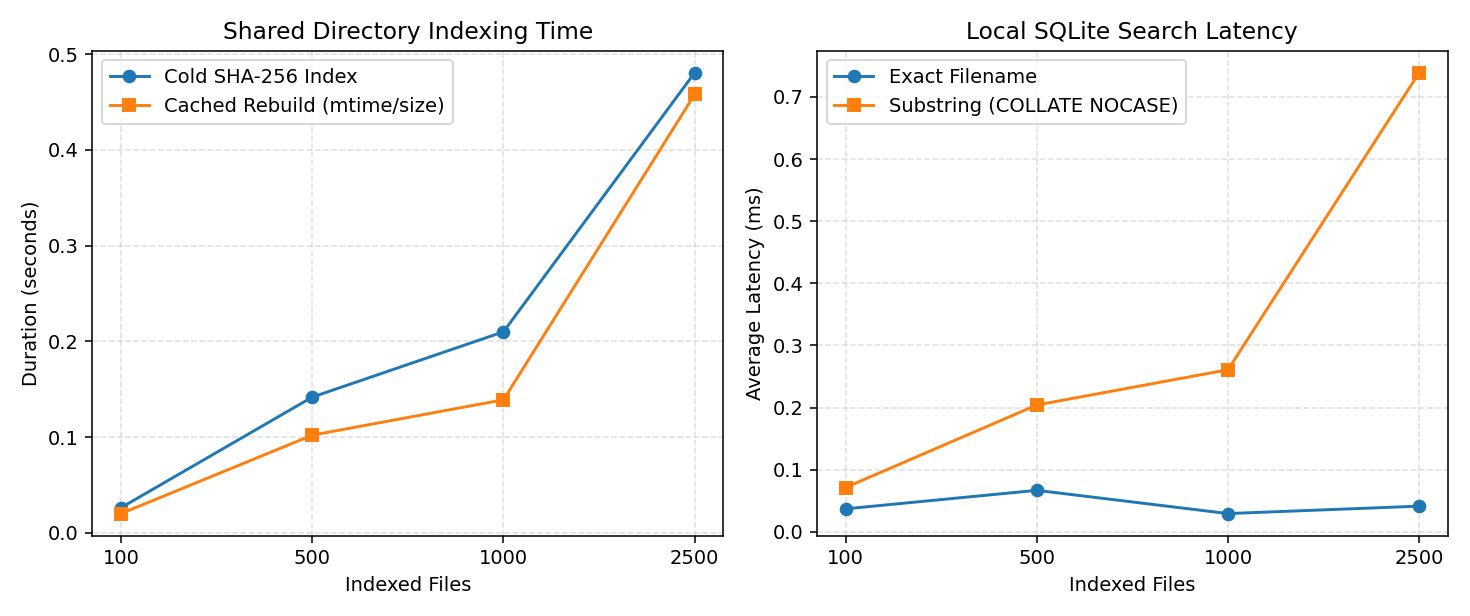 Shared Directory Indexing Time
Cold SHA-256 Index
Cached Rebuild (mtime/size)
Duration (seconds)
0.5
0.4
0.3
0.2
0.1
0.0
100 500 1000 2500
Indexed Files
Local SQLite Search Latency
Exact Filename
Substring (COLLATE NOCASE)
Average Latency (ms)
0.7
0.6
0.5
0.4
0.3
0.2
0.1
0.0
100 500 1000 2500
Indexed Files